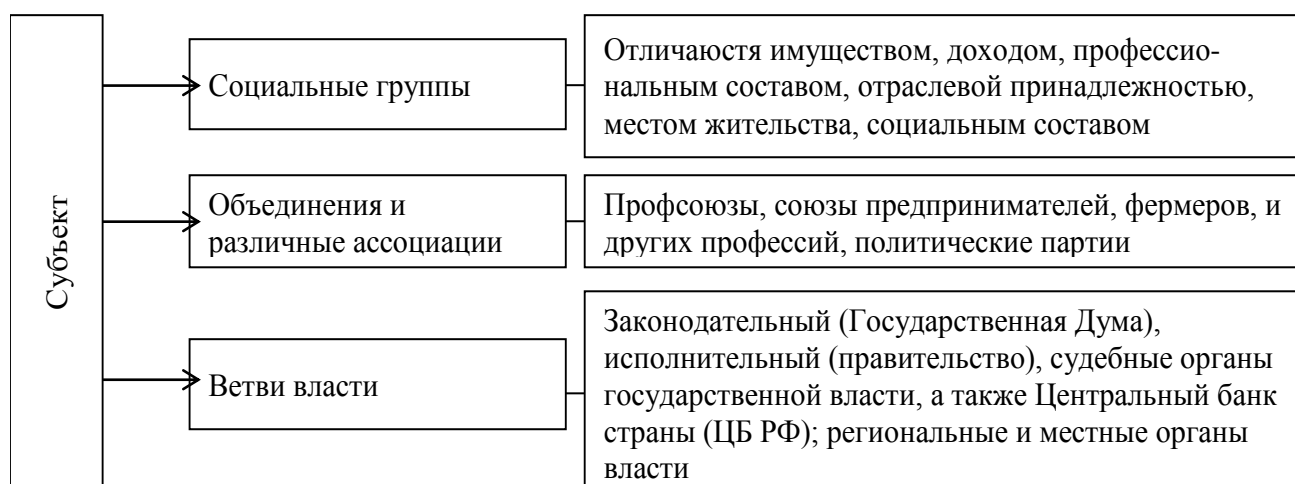 Субъект
Социальные группы
Отличаюстя имуществом, доходом, профессио-
нальным составом, отраслевой принадлежностью,
местом жительства, социальным составом
Объединения и
различные ассоциации
Профсоюзы, союзы предпринимателей, фермеров, и
других профессий, политические партии
Ветви власти
Законодательный (Государственная Дума),
исполнительный (правительство), судебные органы
государственной власти, а также Центральный банк
страны (ЦБ РФ); региональные и местные органы
власти